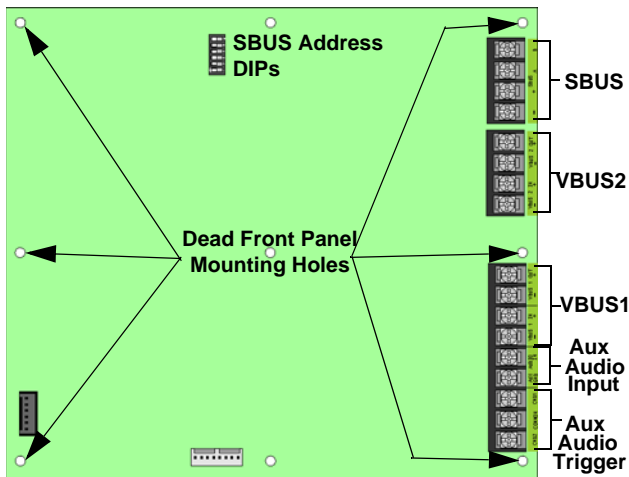 SBUS Address
DIPs
SBUS
VBUS2
Dead Front Panel
Mounting Holes
VBUS1
Aux
Audio
Input
Aux
Audio
Trigger